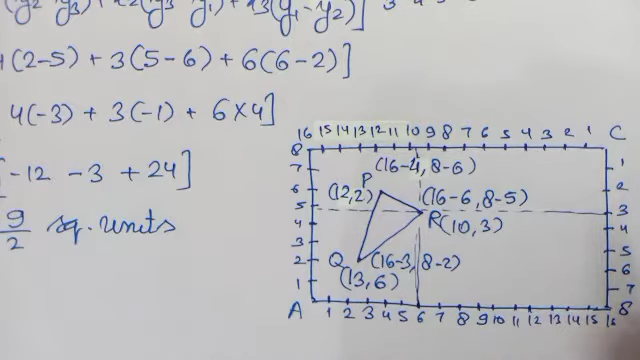 (y2 y3) + x2(y3 y1) + x3(y1-y2)]
4(2-5) + 3(5-6) + 6(6-2)]
4(-3) + 3(-1) + 6×4]
-12 -3 +24]
9/2 sq. units
16 15 14 13 12 11 10 9 8 7 6 5 4 3 2 1 C
8 7 6 5 4 3 2 1
P (16-4, 8-6)
(12,2)
(16-6, 8-5)
R(10,3)
Q (16-3, 8-2)
(13,6)
1 2 3 4 5 6 7 8
A 1 2 3 4 5 6 7 8 9 10 11 12 13 14 15 16